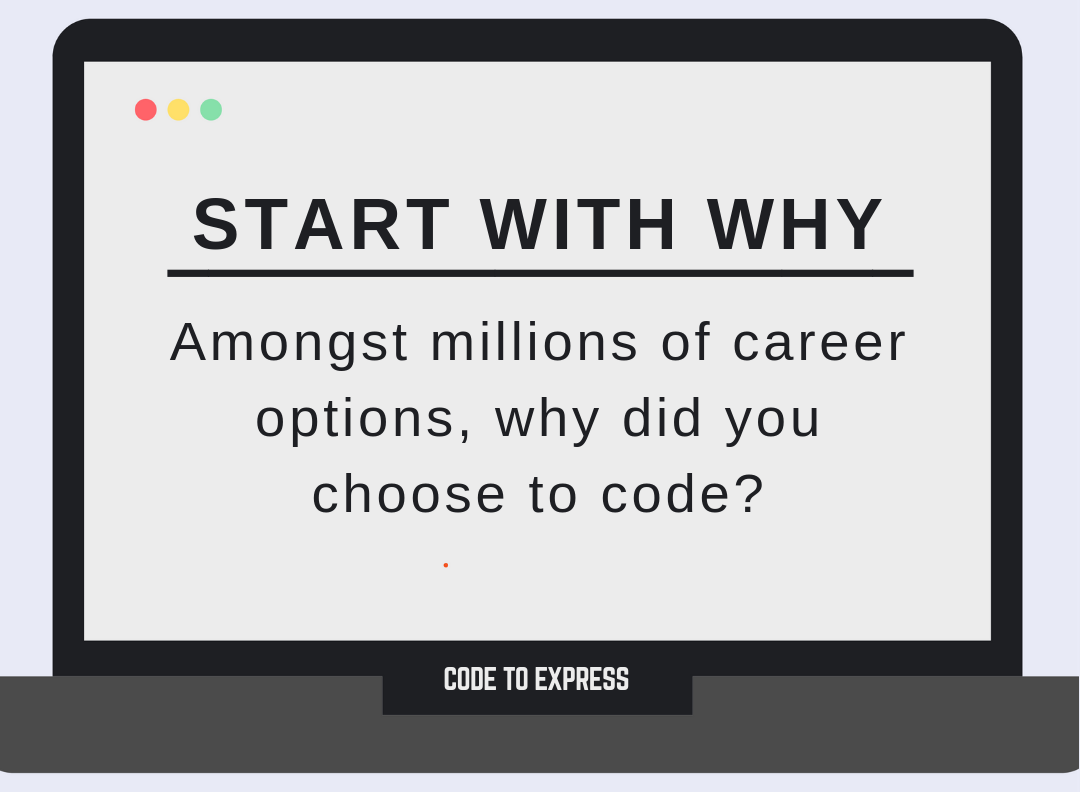 START WITH WHY
Amongst millions of career
options, why did you
choose to code?
CODE TO EXPRESS